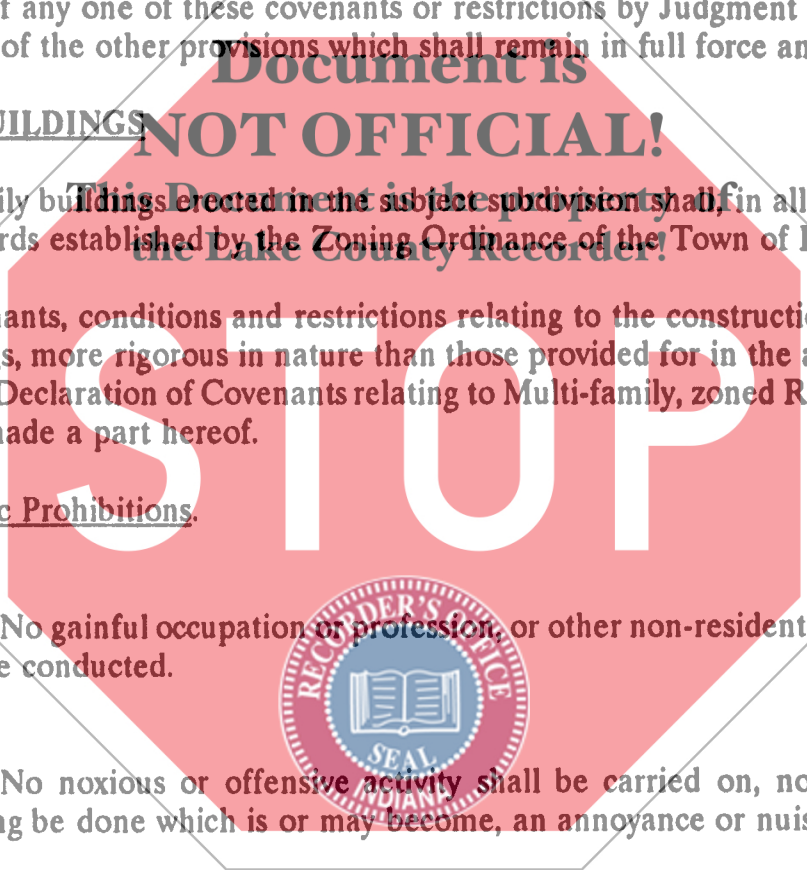 f any one of these covenants or restrictions by Judgment
of the other provisions which shall remain in full force an
Document is
UILDINGS
NOT OFFICIAL!
ily buildings erected in the subject subdivision shall, in all
This Document is the property of
rds established by the Zoning Ordinance of the Town of
the Lake County Recorder!
nants, conditions and restrictions relating to the constructi
s, more rigorous in nature than those provided for in the a
Declaration of Covenants relating to Multi-family, zoned R
made a part hereof.
STOP
c Prohibitions.
No gainful occupation or profession, or other non-resident
e conducted.
RECORDER'S OFFICE
SEAL
INDIANA
No noxious or offensive activity shall be carried on, no
ng be done which is or may become, an annoyance or nuis